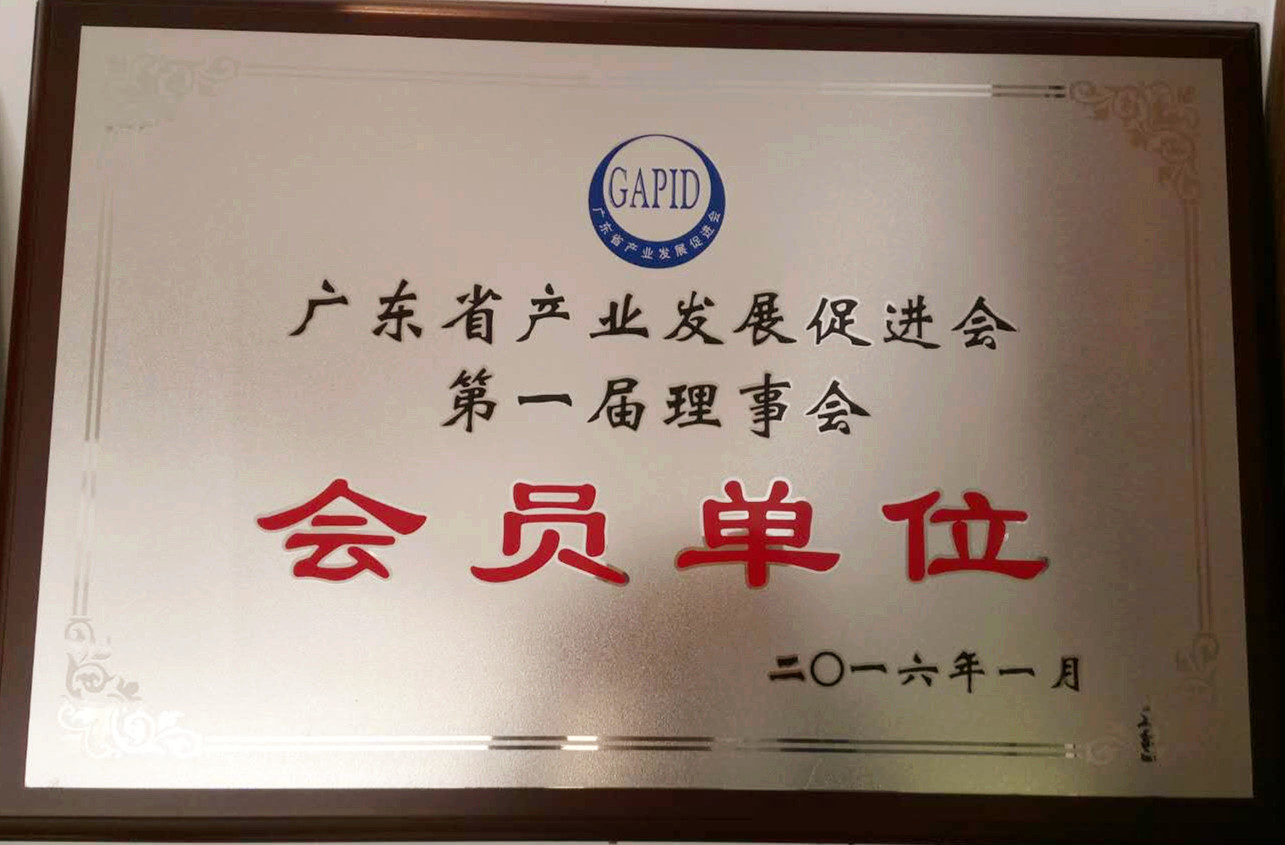 GAPID
广东省产业发展促进会
广东省产业发展促进会
第一届理事会
会员单位
二〇一六年一月